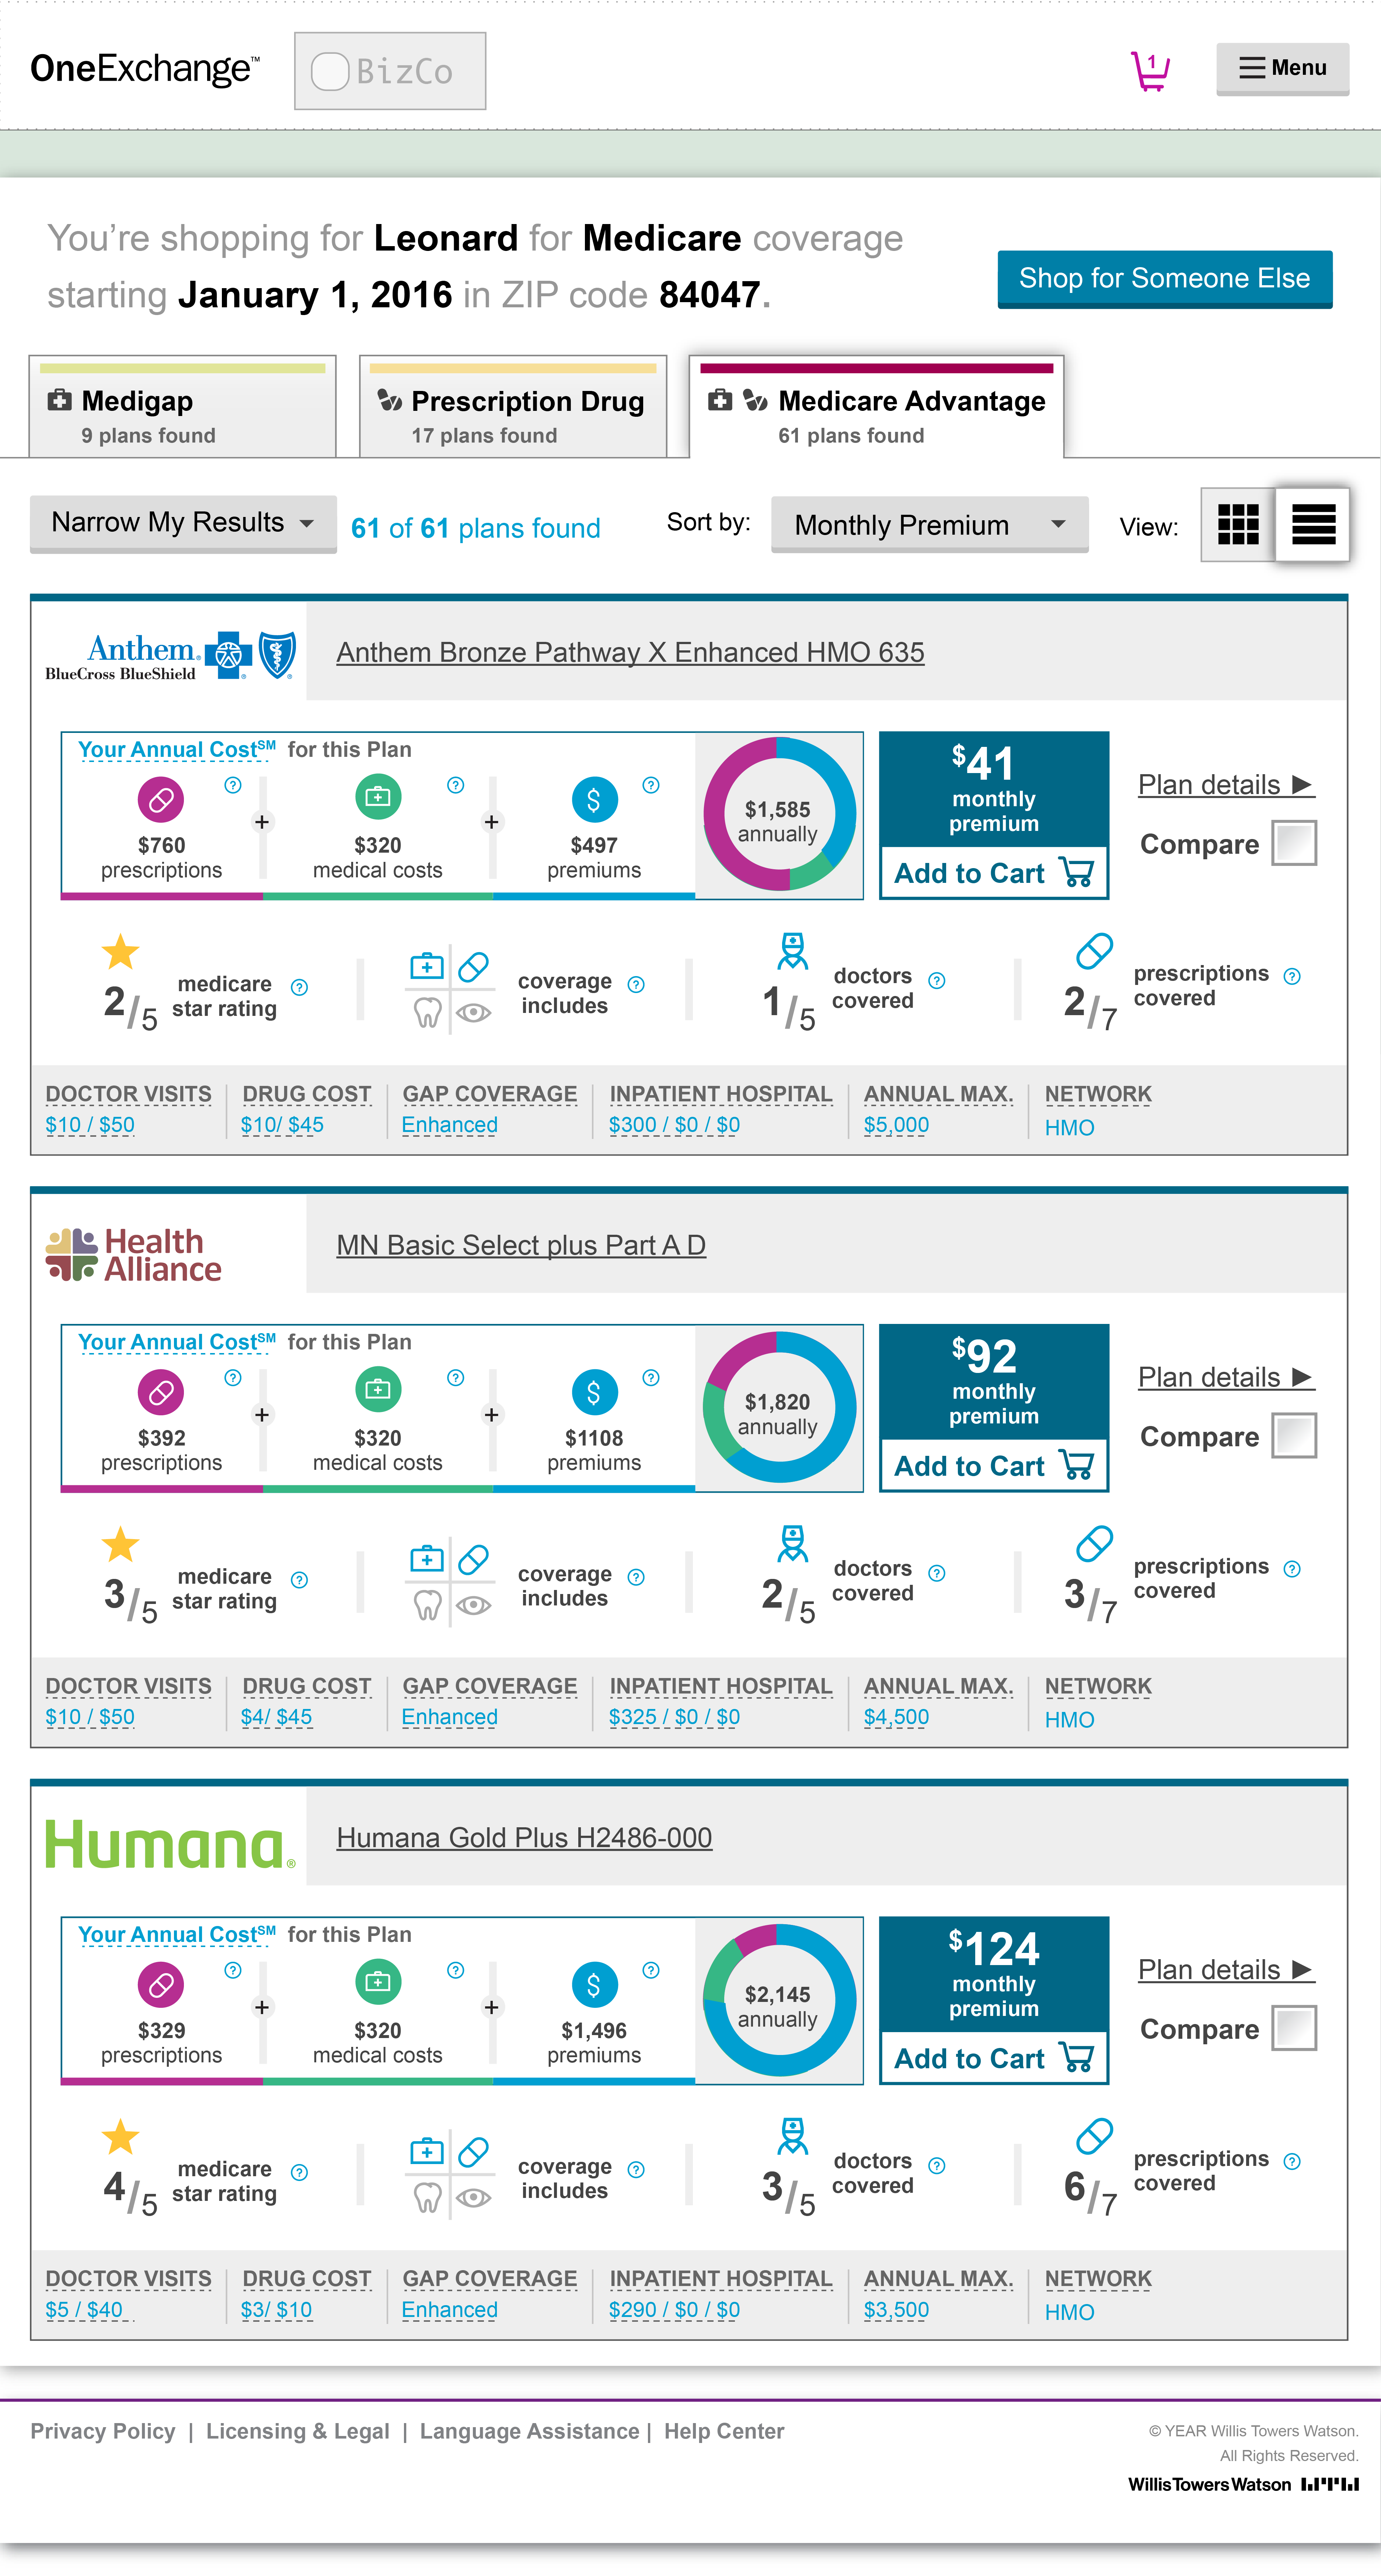 OneExchange™
BizCo
1
Menu
You're shopping for Leonard for Medicare coverage
starting January 1, 2016 in ZIP code 84047.
Shop for Someone Else
Medigap
9 plans found
Prescription Drug
17 plans found
Medicare Advantage
61 plans found
Narrow My Results
61 of 61 plans found
Sort by:
Monthly Premium
View:
Anthem®
BlueCross BlueShield
Anthem Bronze Pathway X Enhanced HMO 635
Your Annual Cost℠ for this Plan
$760
prescriptions
+
$320
medical costs
+
$497
premiums
$1,585
annually
$41
monthly
premium
Add to Cart
Plan details ►
Compare
2/5
medicare
star rating
coverage
includes
1/5
doctors
covered
2/7
prescriptions
covered
DOCTOR VISITS
$10 / $50
DRUG COST
$10/ $45
GAP COVERAGE
Enhanced
INPATIENT HOSPITAL
$300 / $0 / $0
ANNUAL MAX.
$5,000
NETWORK
HMO
Health
Alliance
MN Basic Select plus Part A D
Your Annual Cost℠ for this Plan
$392
prescriptions
+
$320
medical costs
+
$1108
premiums
$1,820
annually
$92
monthly
premium
Add to Cart
Plan details ►
Compare
3/5
medicare
star rating
coverage
includes
2/5
doctors
covered
3/7
prescriptions
covered
DOCTOR VISITS
$10 / $50
DRUG COST
$4/ $45
GAP COVERAGE
Enhanced
INPATIENT HOSPITAL
$325 / $0 / $0
ANNUAL MAX.
$4,500
NETWORK
HMO
Humana®
Humana Gold Plus H2486-000
Your Annual Cost℠ for this Plan
$329
prescriptions
+
$320
medical costs
+
$1,496
premiums
$2,145
annually
$124
monthly
premium
Add to Cart
Plan details ►
Compare
4/5
medicare
star rating
coverage
includes
3/5
doctors
covered
6/7
prescriptions
covered
DOCTOR VISITS
$5 / $40
DRUG COST
$3/ $10
GAP COVERAGE
Enhanced
INPATIENT HOSPITAL
$290 / $0 / $0
ANNUAL MAX.
$3,500
NETWORK
HMO
Privacy Policy | Licensing & Legal | Language Assistance | Help Center
© YEAR Willis Towers Watson.
All Rights Reserved.
WillisTowersWatson